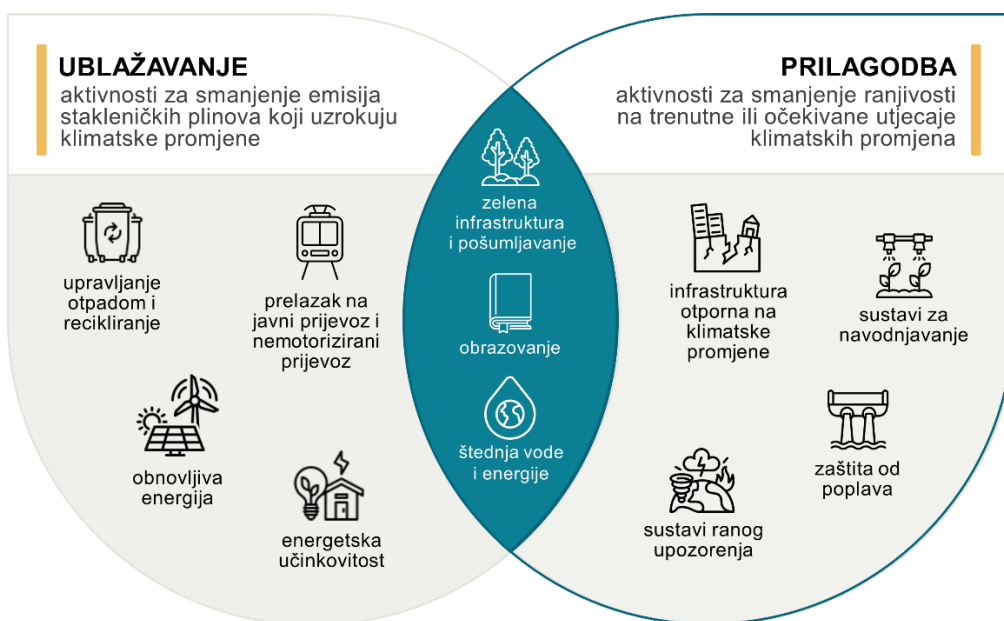 UBLAŽAVANJE
aktivnosti za smanjenje emisija
stakleničkih plinova koji uzrokuju
klimatske promjene
upravljanje
otpadom i
recikliranje
prelazak na
javni prijevoz i
nemotorizirani
prijevoz
obnovljiva
energija
energetska
učinkovitost
zelena
infrastruktura
i pošumljavanje
obrazovanje
štednja vode
i energije
PRILAGODBA
aktivnosti za smanjenje ranjivosti
na trenutne ili očekivane utjecaje
klimatskih promjena
infrastruktura
otporna na
klimatske
promjene
sustavi za
navodnjavanje
sustavi ranog
upozorenja
zaštita od
poplava